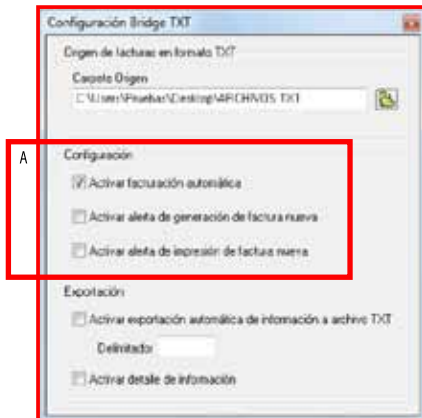 Configuración Bridge TXT
Origen de facturas en formato TXT
Carpeta Origen
C:\Users\Pruebas\Desktop\ARCHIVOS TXT
A
Configuración
Activar facturación automática
Activar alerta de generación de factura nueva
Activar alerta de impresión de factura nueva
Exportación
Activar exportación automática de información a archivo TXT
Delimitador
Activar detalle de información